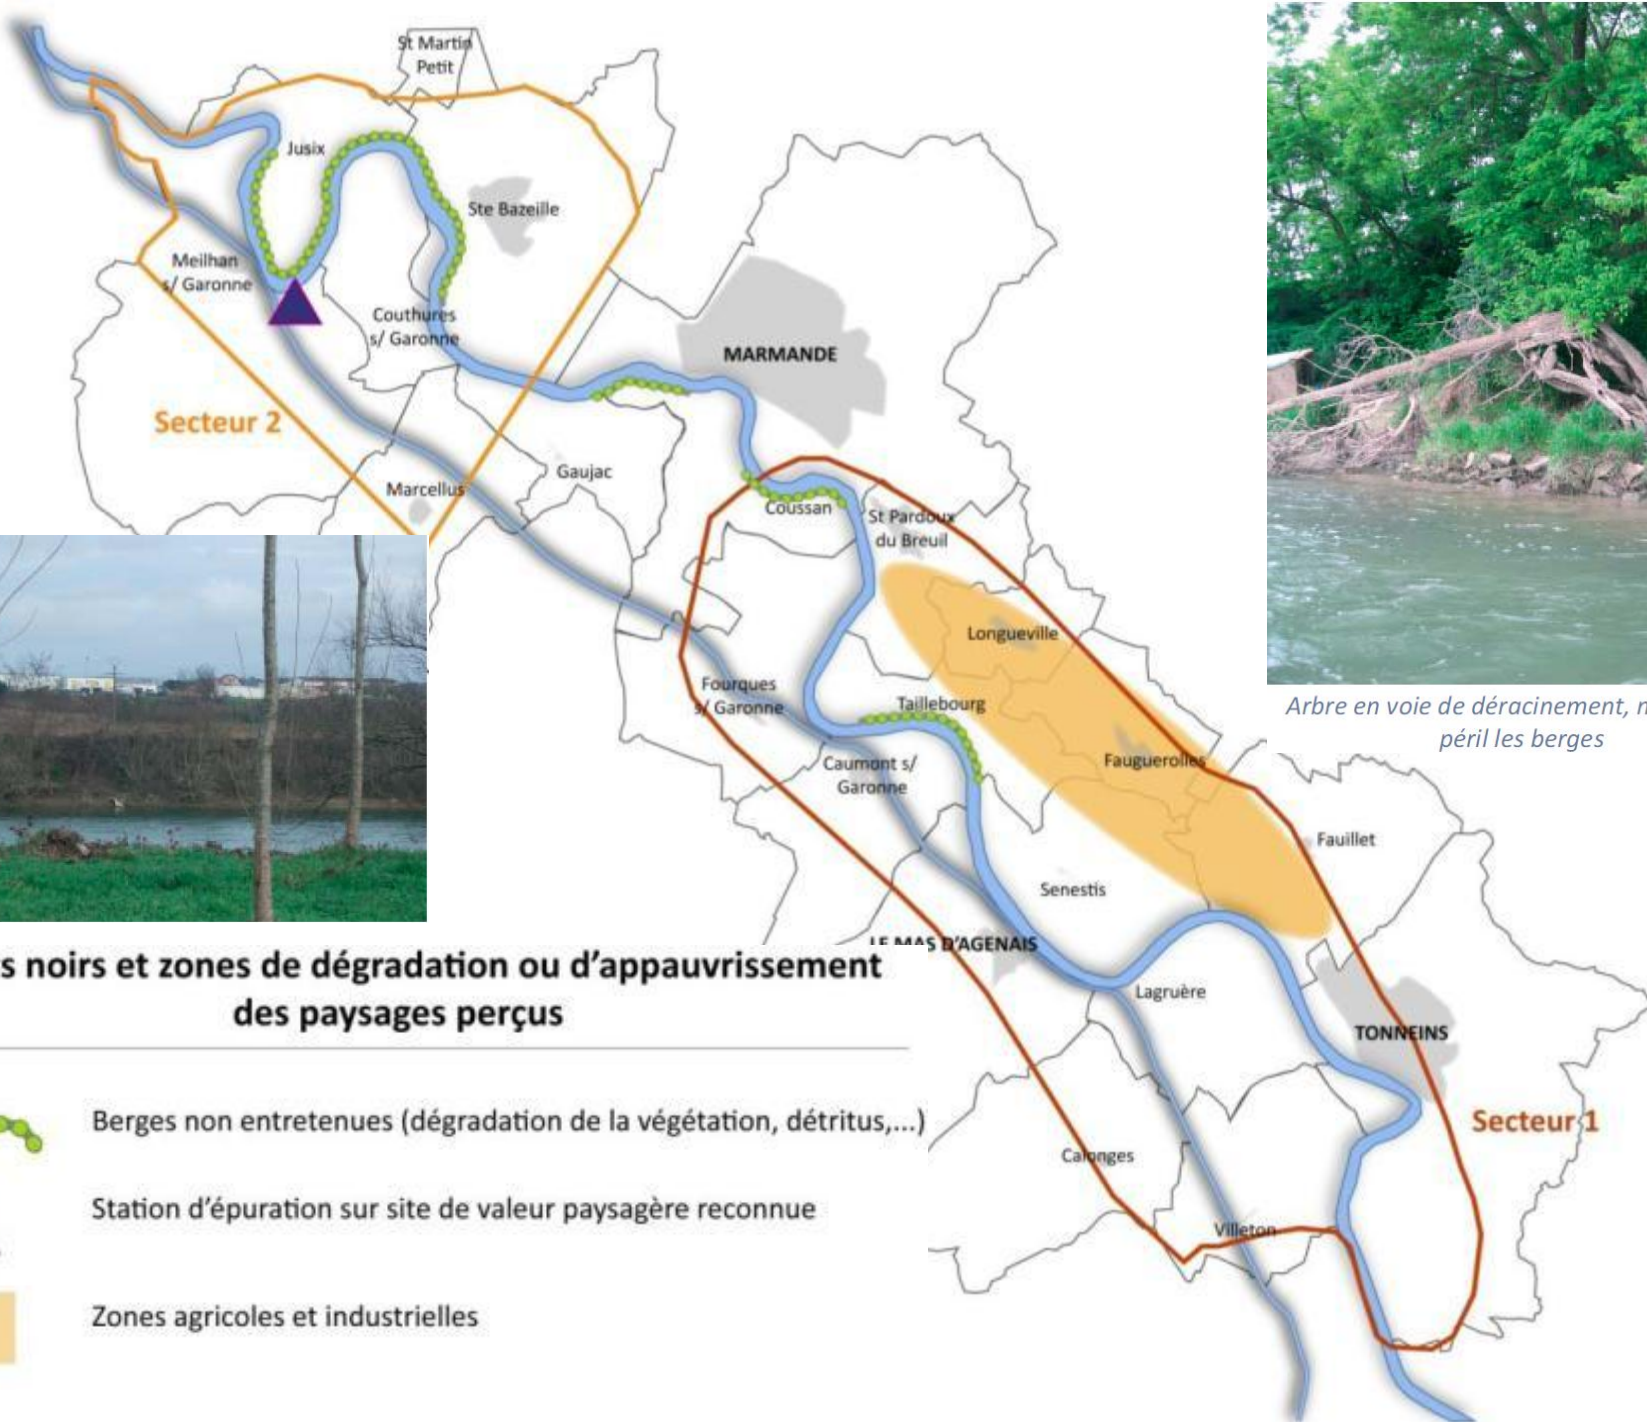 St Martin
Petit
Jusix
Ste Bazeille
Meilhan
s/ Garonne
Couthures
s/ Garonne
MARMANDE
Secteur 2
Gaujac
Marcellus
Coussan
St Pardoux
du Breuil
Longueville
Fourques
s/ Garonne
Taillebourg
Arbre en voie de déracinement,
péril les berges
Caumont s/
Garonne
Fauguerolles
Fauillet
Senestis
LE MAS D'AGENAIS
Lagruère
TONNEINS
s noirs et zones de dégradation ou d'appauvrissement
des paysages perçus
Berges non entretenues (dégradation de la végétation, détritus,...)
Secteur 1
Calonges
Station d'épuration sur site de valeur paysagère reconnue
Villeton
Zones agricoles et industrielles